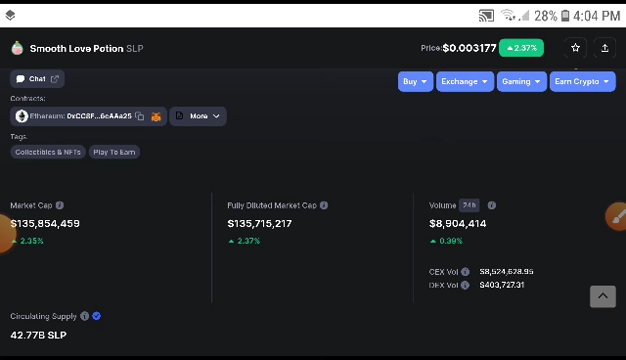 28% 4:04 PM
Smooth Love Potion SLP Price:$0.003177 2.37%
Chat Buy Exchange Gaming Earn Crypto
Contracts:
Ethereum: 0xCC8F...6cAAa25 More
Tags:
Collectibles & NFTs Play To Earn
Market Cap Fully Diluted Market Cap Volume 24h
$135,854,459 $135,715,217 $8,904,414
2.35% 2.37% 0.39%
CEX Vol $8,524,628.95
DEX Vol $403,727.31
Circulating Supply
42.77B SLP